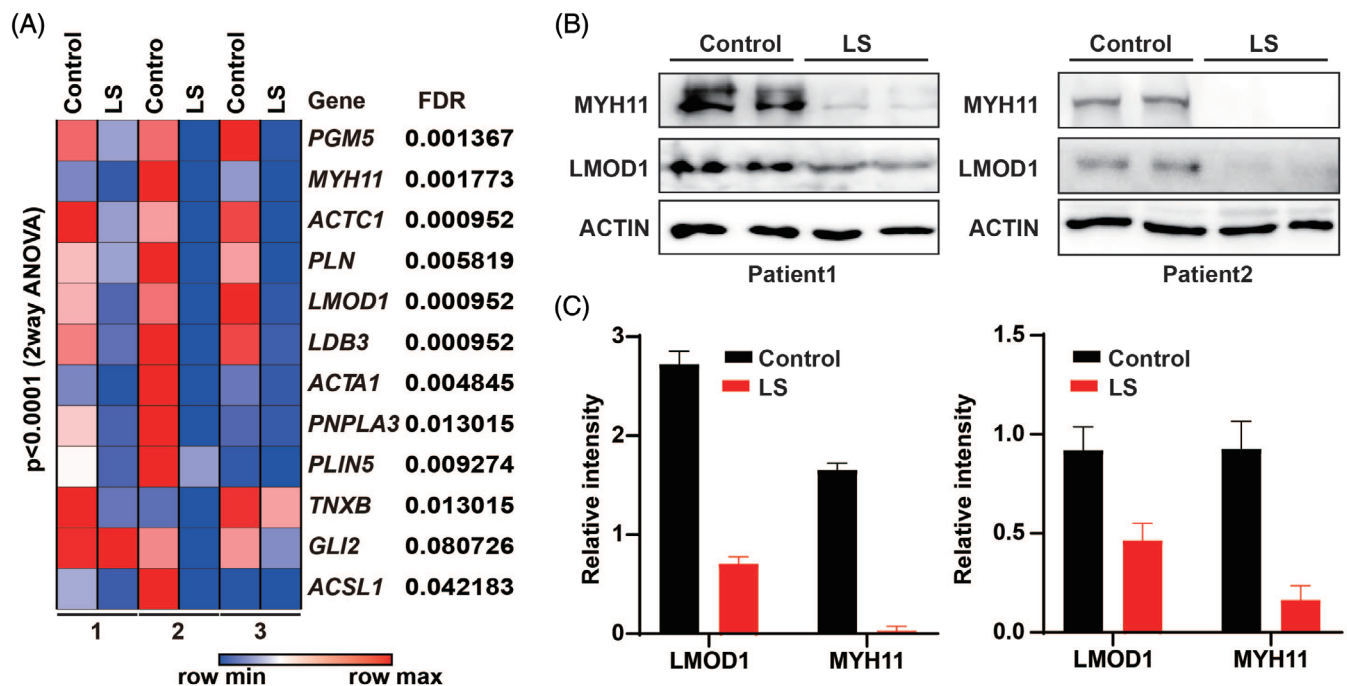 (A)
Control LS Contro LS Control LS
Gene FDR
p<0.0001 (2way ANOVA)
PGM5 0.001367
MYH11 0.001773
ACTC1 0.000952
PLN 0.005819
LMOD1 0.000952
LDB3 0.000952
ACTA1 0.004845
PNPLA3 0.013015
PLIN5 0.009274
TNXB 0.013015
GLI2 0.080726
ACSL1 0.042183
1 2 3
row min row max
(B)
Control LS
MYH11
LMOD1
ACTIN
Patient1
Control LS
MYH11
LMOD1
ACTIN
Patient2
(C)
Relative intensity
3
2
1
0
Control
LS
LMOD1 MYH11
Relative intensity
1.5
1.0
0.5
0.0
Control
LS
LMOD1 MYH11